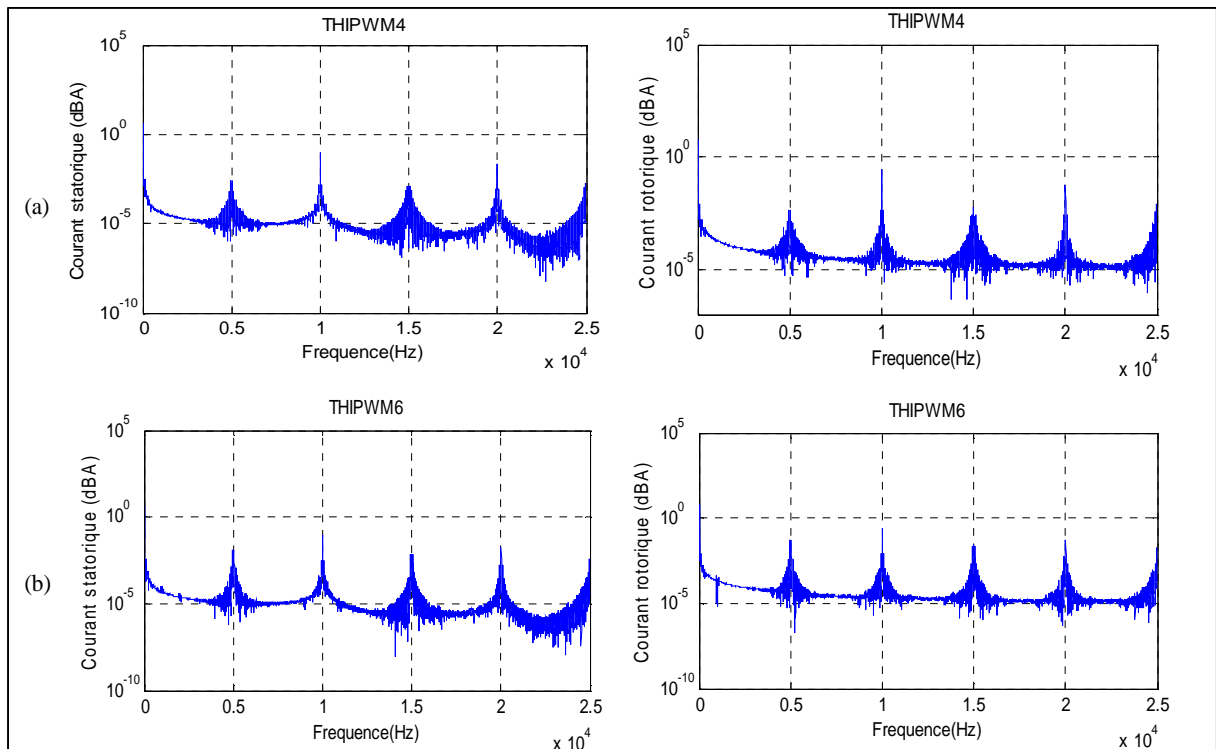 (a)
THIPWM4
Courant statorique (dBA)
10^5
10^0
10^-5
10^-10
0 0.5 1 1.5 2 2.5
Frequence(Hz)
x 10^4
THIPWM4
Courant rotorique (dBA)
10^5
10^0
10^-5
0 0.5 1 1.5 2 2.5
Frequence(Hz)
x 10^4
(b)
THIPWM6
Courant statorique (dBA)
10^5
10^0
10^-5
10^-10
0 0.5 1 1.5 2 2.5
Frequence(Hz)
x 10^4
THIPWM6
Courant rotorique (dBA)
10^5
10^0
10^-5
10^-10
0 0.5 1 1.5 2 2.5
Frequence(Hz)
x 10^4